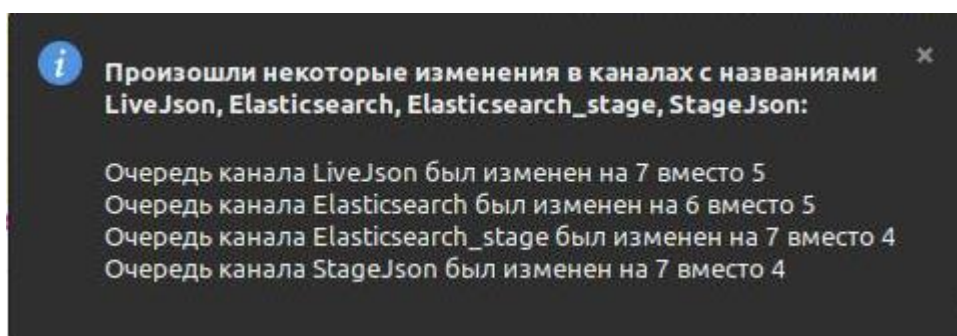 Произошли некоторые изменения в каналах с названиями
LiveJson, Elasticsearch, Elasticsearch_stage, StageJson:
Очередь канала LiveJson был изменен на 7 вместо 5
Очередь канала Elasticsearch был изменен на 6 вместо 5
Очередь канала Elasticsearch_stage был изменен на 7 вместо 4
Очередь канала StageJson был изменен на 7 вместо 4